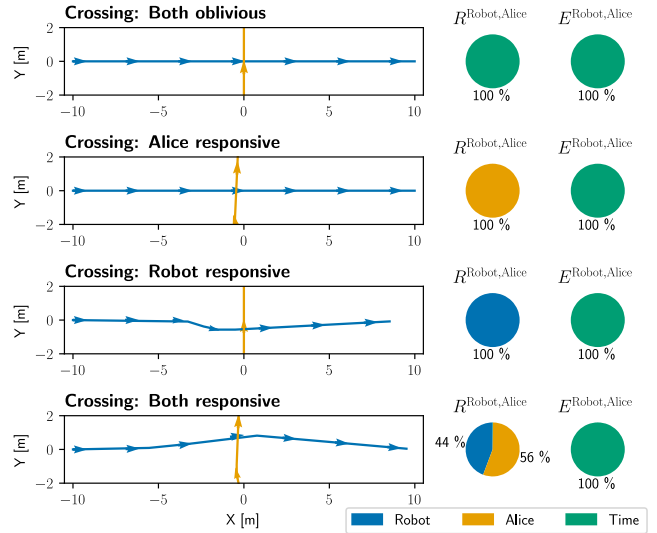 Crossing: Both oblivious
R^Robot,Alice
E^Robot,Alice
Y [m]
2
0
−2
−10
−5
0
5
10
100 %
100 %
Crossing: Alice responsive
R^Robot,Alice
E^Robot,Alice
Y [m]
2
0
−2
−10
−5
0
5
10
100 %
100 %
Crossing: Robot responsive
R^Robot,Alice
E^Robot,Alice
Y [m]
2
0
−2
−10
−5
0
5
10
100 %
100 %
Crossing: Both responsive
R^Robot,Alice
E^Robot,Alice
Y [m]
2
0
−2
−10
−5
0
5
10
X [m]
44 %
56 %
100 %
Robot
Alice
Time